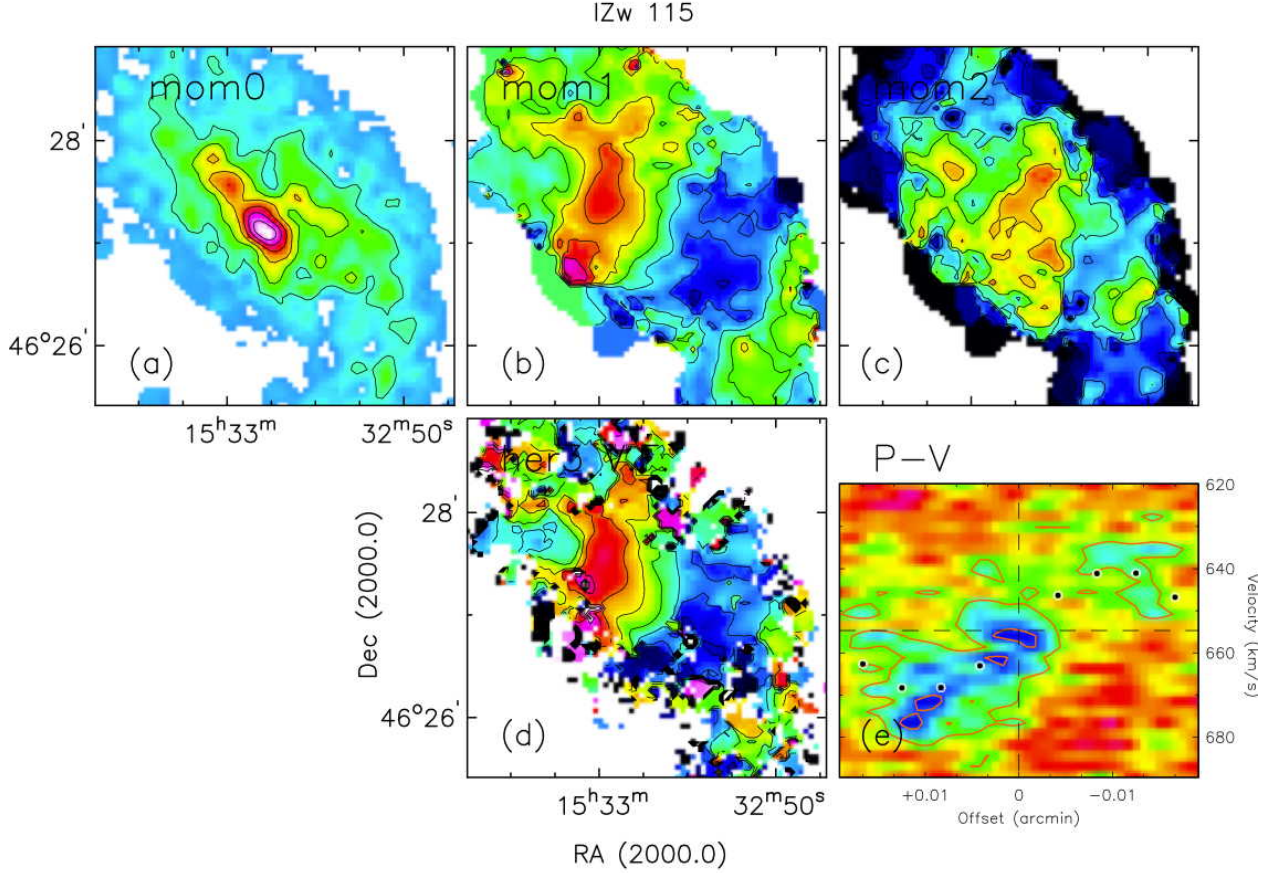 IZw 115
mom0
mom1
mom2
28'
46°26'
(a)
(b)
(c)
15ʰ33ᵐ
32ᵐ50ˢ
her3 V
P-V
Dec (2000.0)
28'
46°26'
(d)
(e)
620
640
660
680
Velocity (km/s)
15ʰ33ᵐ
32ᵐ50ˢ
+0.01
0
-0.01
Offset (arcmin)
RA (2000.0)